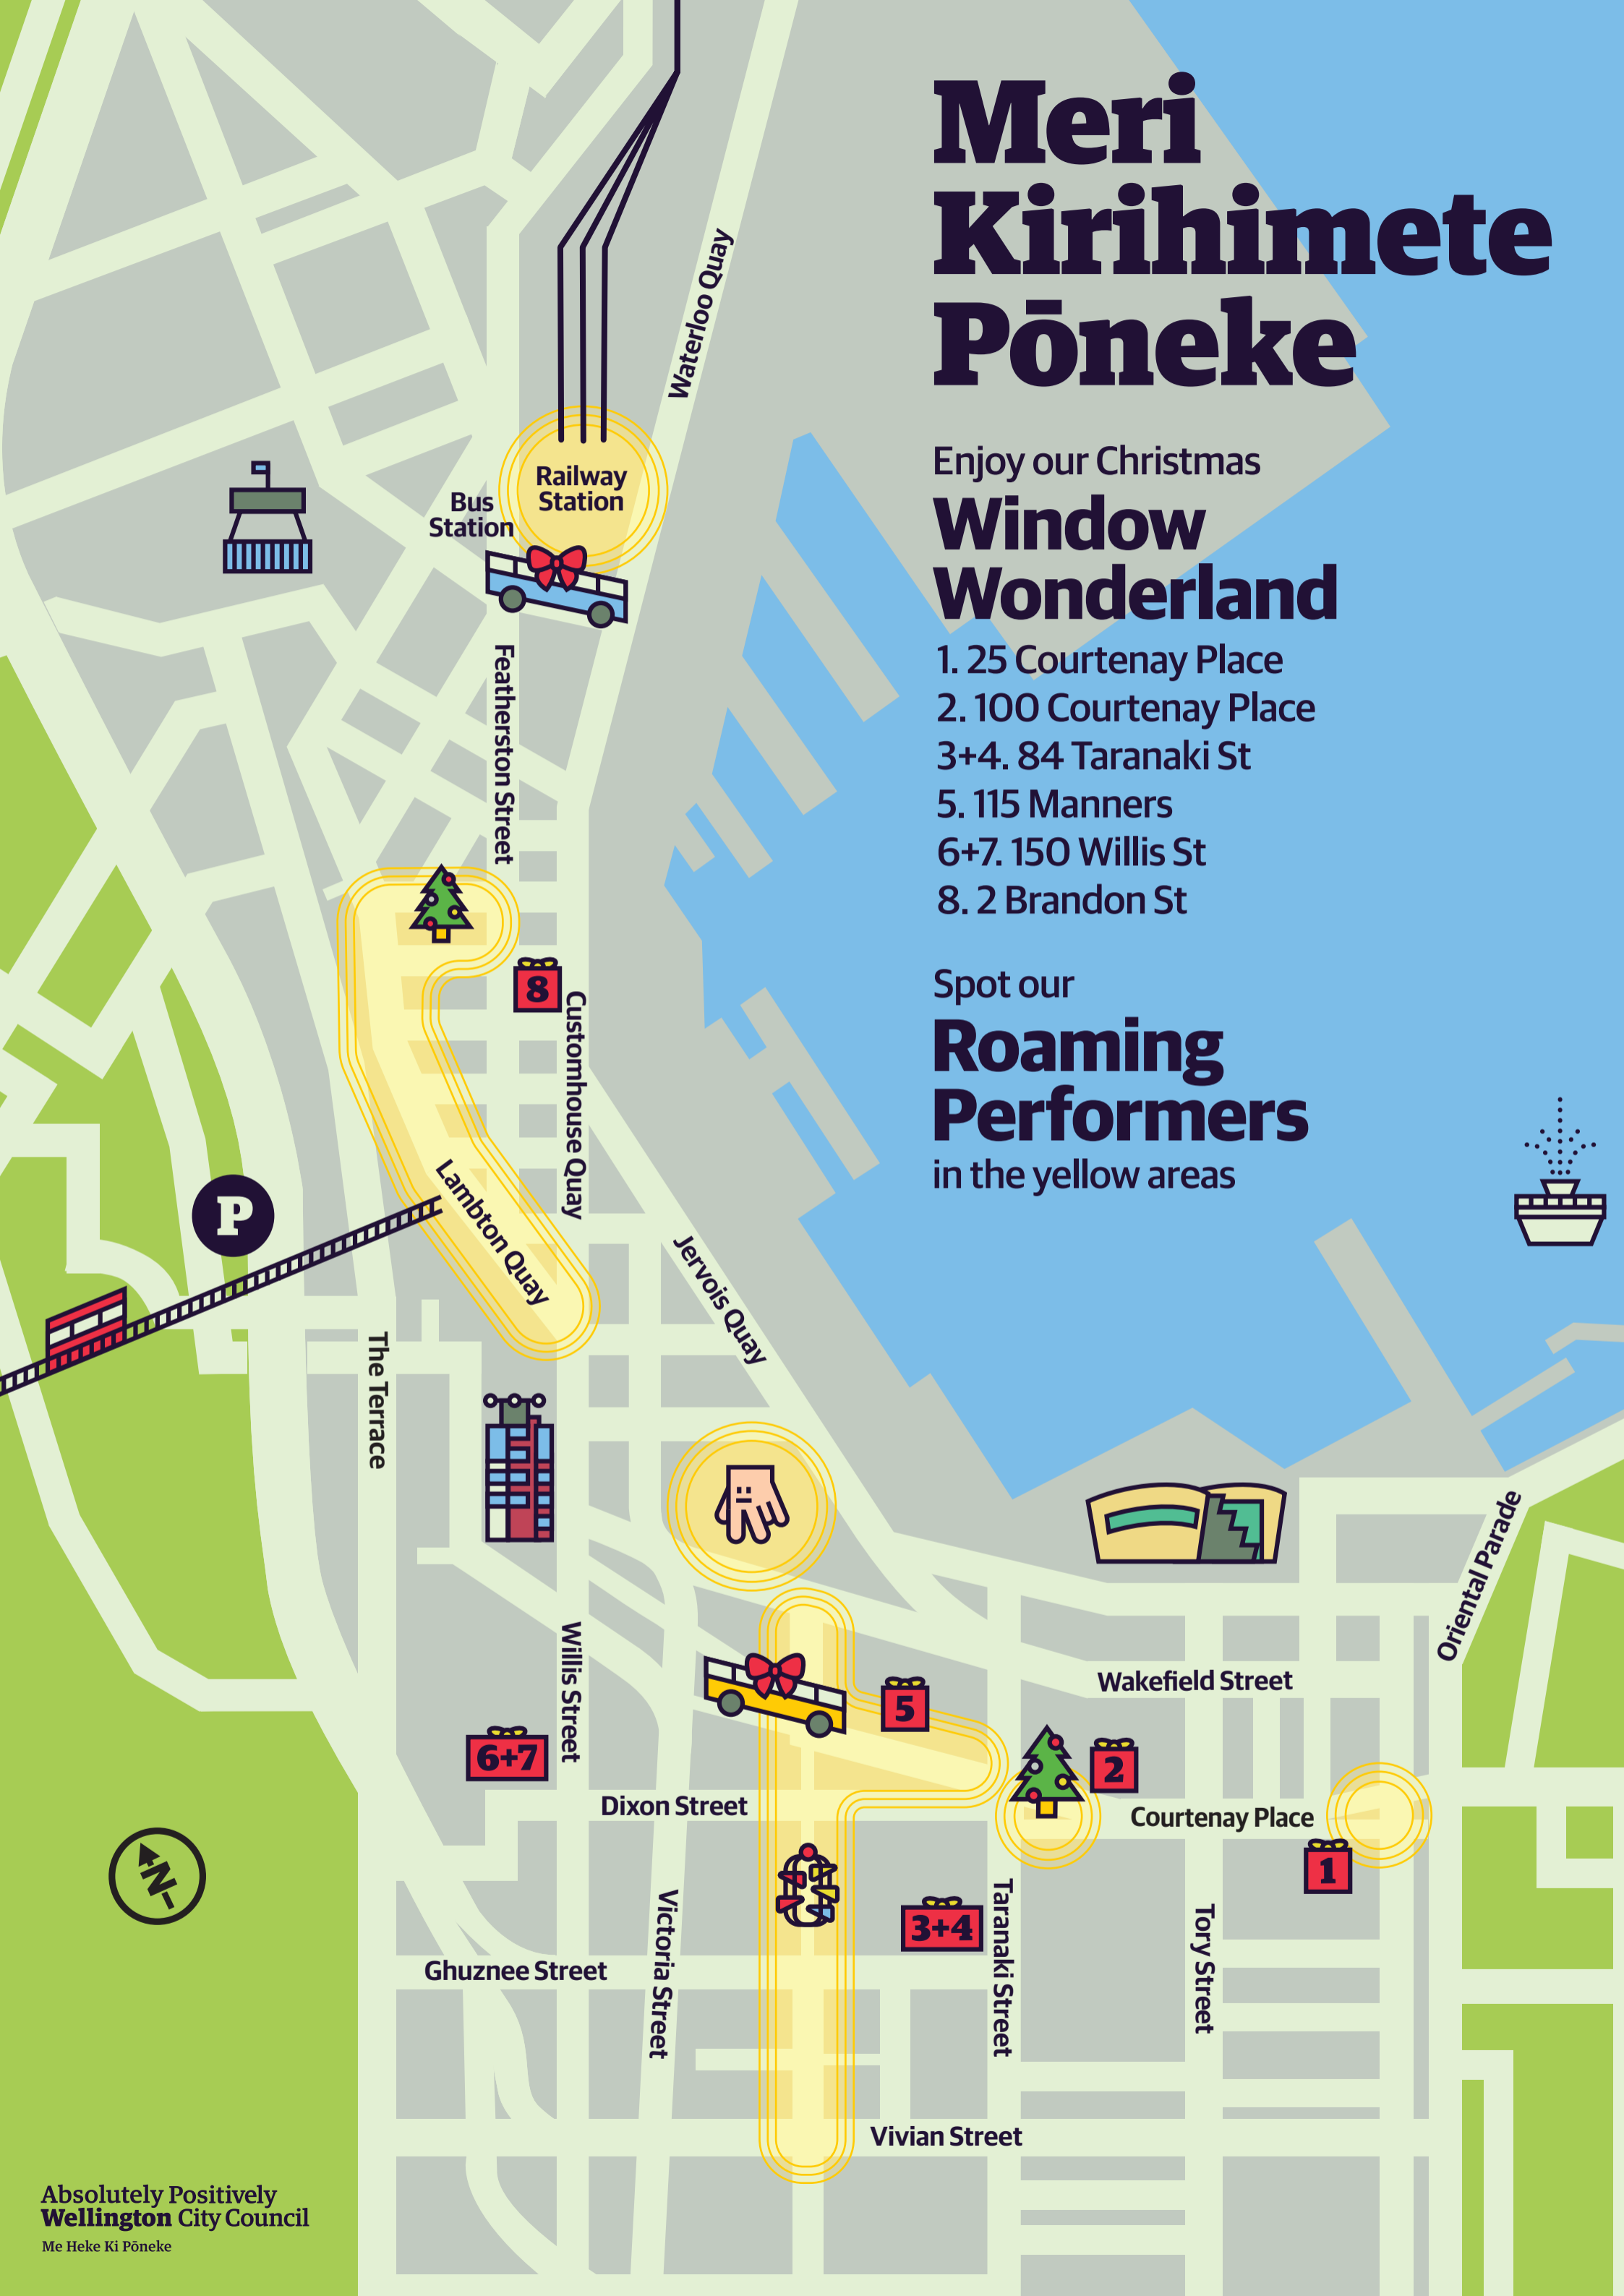 Meri
Kirihimete
Pōneke
Enjoy our Christmas
Window
Wonderland
1. 25 Courtenay Place
2. 100 Courtenay Place
3+4. 84 Taranaki St
5. 115 Manners
6+7. 150 Willis St
8. 2 Brandon St
Spot our
Roaming
Performers
in the yellow areas
Waterloo Quay
Railway
Station
Bus
Station
Featherston Street
8
Customhouse Quay
Lambton Quay
P
Jervois Quay
The Terrace
Oriental Parade
Willis Street
Wakefield Street
5
6+7
2
Dixon Street
Courtenay Place
1
N
3+4
Taranaki Street
Tory Street
Victoria Street
Ghuznee Street
Vivian Street
Absolutely Positively
Wellington City Council
Me Heke Ki Pōneke